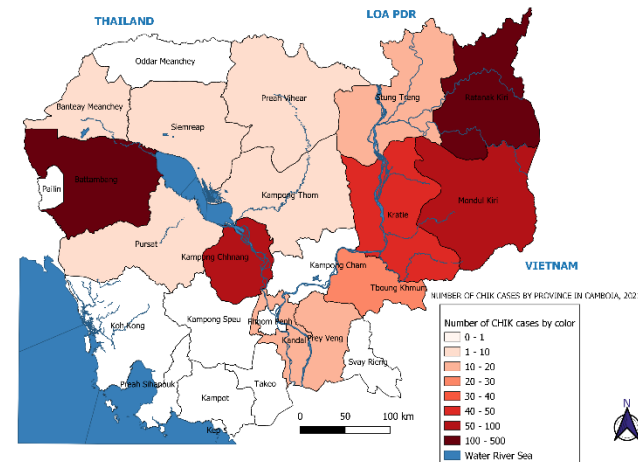 THAILAND
LOA PDR
Oddar Meanchey
Banteay Meanchey
Preah Vihear
Stung Trang
Ratanak Kiri
Siemreap
Battambang
Pailin
Kampong Thom
Kratie
Mondul Kiri
Pursat
Kampong Chhnang
Kampong Cham
VIETNAM
Tboung Khmum
NUMBER OF CHIK CASES BY PROVINCE IN CAMBOIA, 202
Koh Kong
Kampong Speu
Phnom Penh
Kandal
Prey Veng
Svay Rieng
Preah Sihanouk
Takeo
Kampot
Kep
0 50 100 km
Number of CHIK cases by color
0 - 1
1 - 10
10 - 20
20 - 30
30 - 40
40 - 50
50 - 100
100 - 500
Water River Sea
N